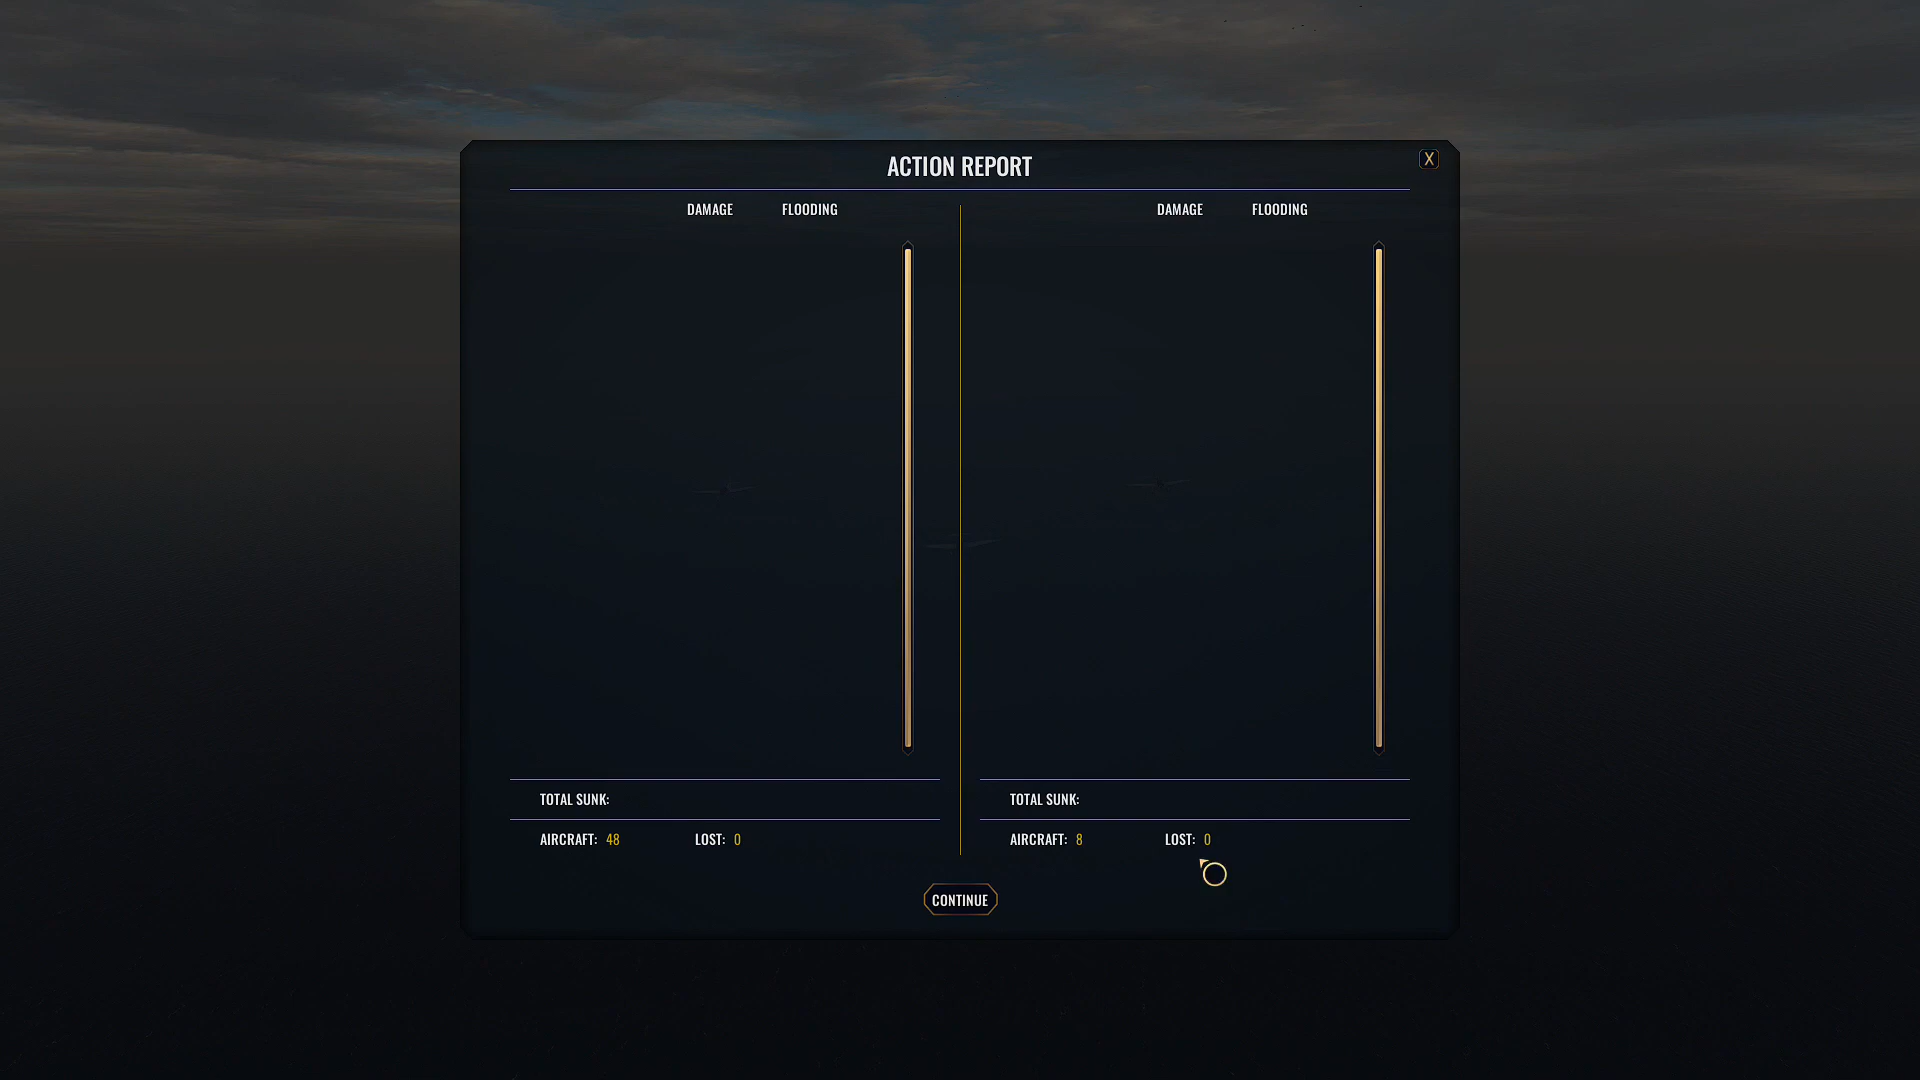 ACTION REPORT
X
DAMAGE FLOODING
DAMAGE FLOODING
TOTAL SUNK:
AIRCRAFT: 48 LOST: 0
TOTAL SUNK:
AIRCRAFT: 8 LOST: 0
CONTINUE